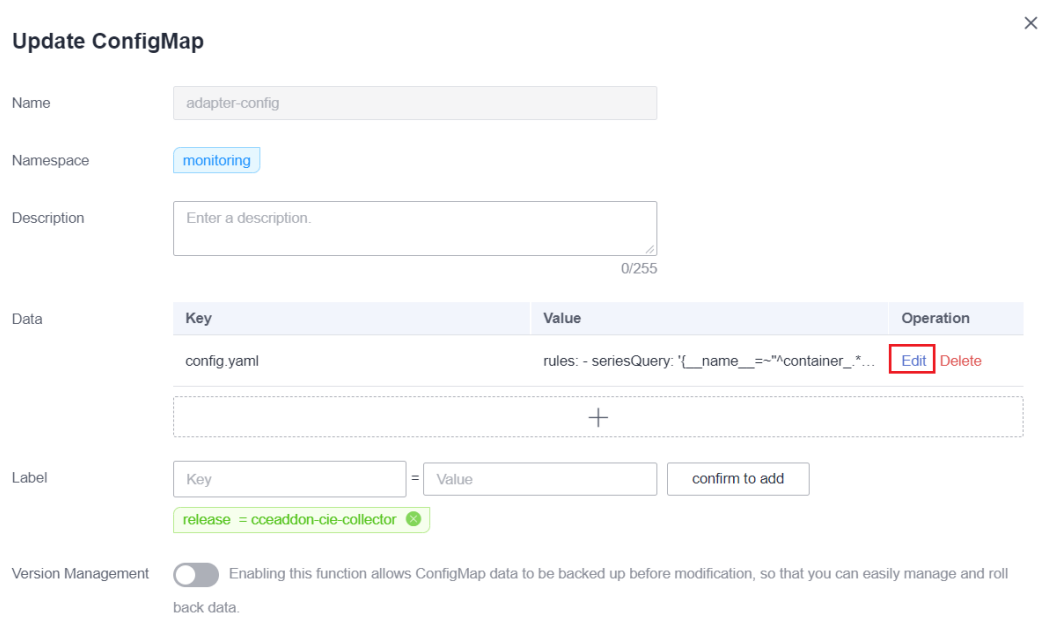 Update ConfigMap
Name
adapter-config
Namespace
monitoring
Description
Enter a description.
0/255
Data
Key Value Operation
config.yaml rules: - seriesQuery: '{__name__=~"^container_.*… Edit Delete
Label
Key = Value confirm to add
release = cceaddon-cie-collector
Version Management Enabling this function allows ConfigMap data to be backed up before modification, so that you can easily manage and roll
back data.